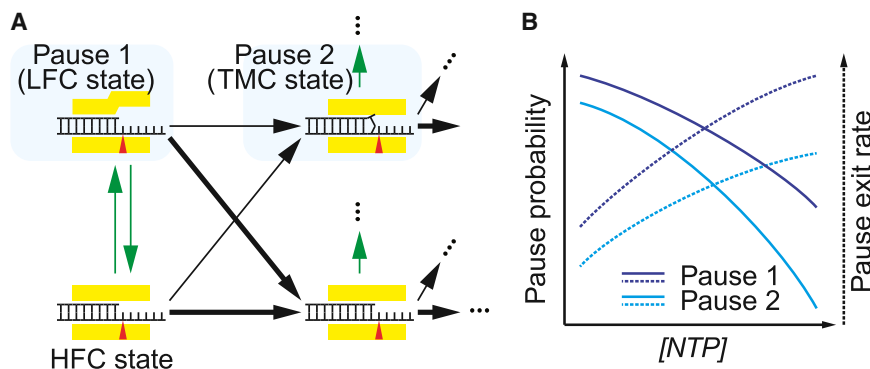 A
Pause 1
(LFC state)
Pause 2
(TMC state)
HFC state
B
Pause probability
Pause exit rate
Pause 1
Pause 2
[NTP]